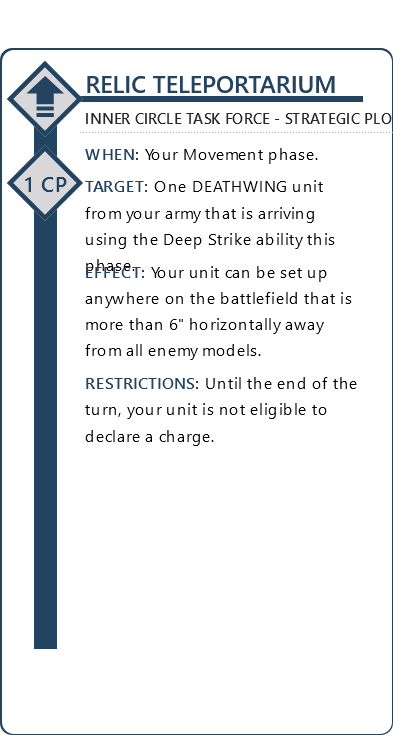 RELIC TELEPORTARIUM
INNER CIRCLE TASK FORCE - STRATEGIC PLO
WHEN: Your Movement phase.
1 CP
TARGET: One DEATHWING unit
from your army that is arriving
using the Deep Strike ability this
phase.
EFFECT: Your unit can be set up
anywhere on the battlefield that is
more than 6" horizontally away
from all enemy models.
RESTRICTIONS: Until the end of the
turn, your unit is not eligible to
declare a charge.